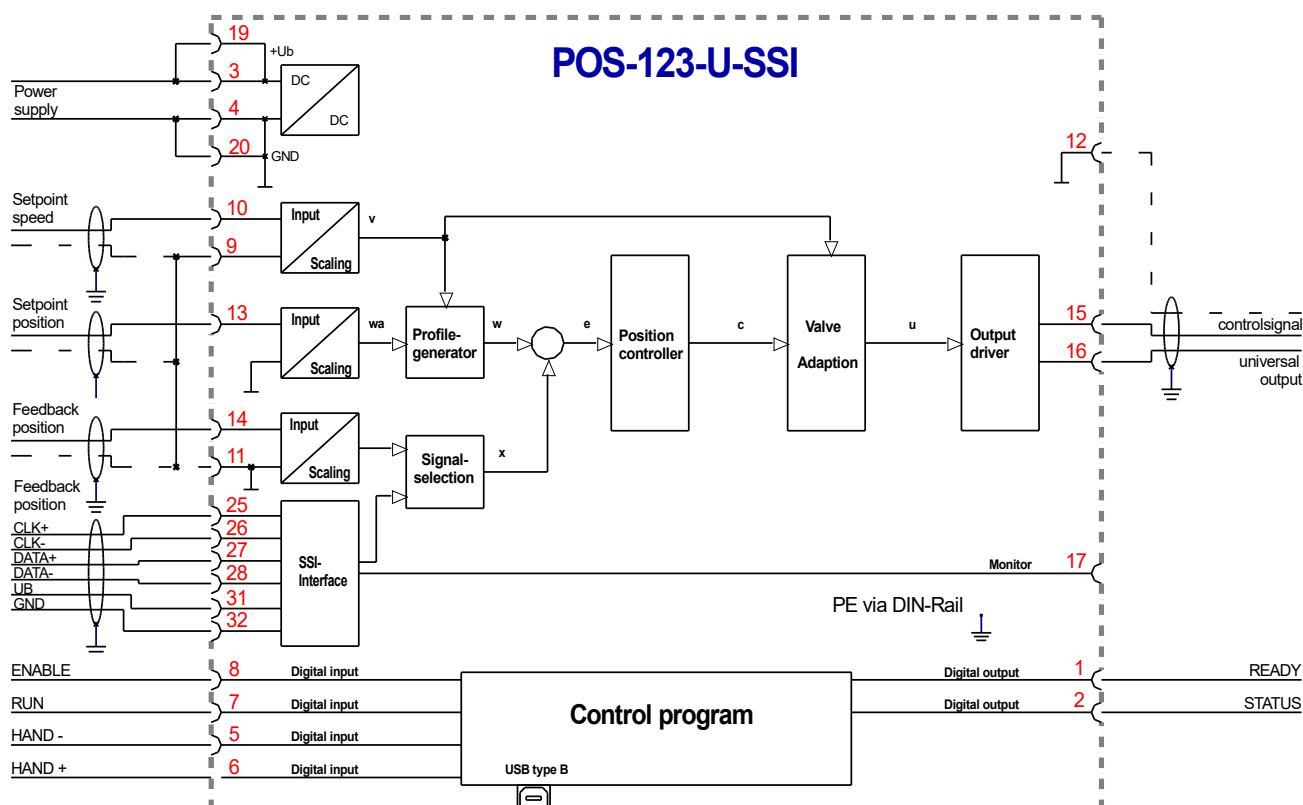 POS-123-U-SSI
19
+Ub
3
DC
Power
supply
4
DC
20
GND
12
Setpoint
speed
10
Input
v
9
Scaling
Setpoint
position
13
Input
Scaling
wa
Profile-
generator
w
e
Position
controller
c
Valve
Adaption
u
Output
driver
15
controlsignal
16
universal
output
Feedback
position
14
Input
11
Scaling
Signal-
selection
x
Feedback
position
25
CLK+
26
CLK-
27
DATA+
28
DATA-
31
UB
32
GND
SSI-
Interface
Monitor
17
PE via DIN-Rail
ENABLE
8
Digital input
Digital output
1
READY
RUN
7
Digital input
Digital output
2
STATUS
Control program
HAND -
5
Digital input
HAND +
6
Digital input
USB type B